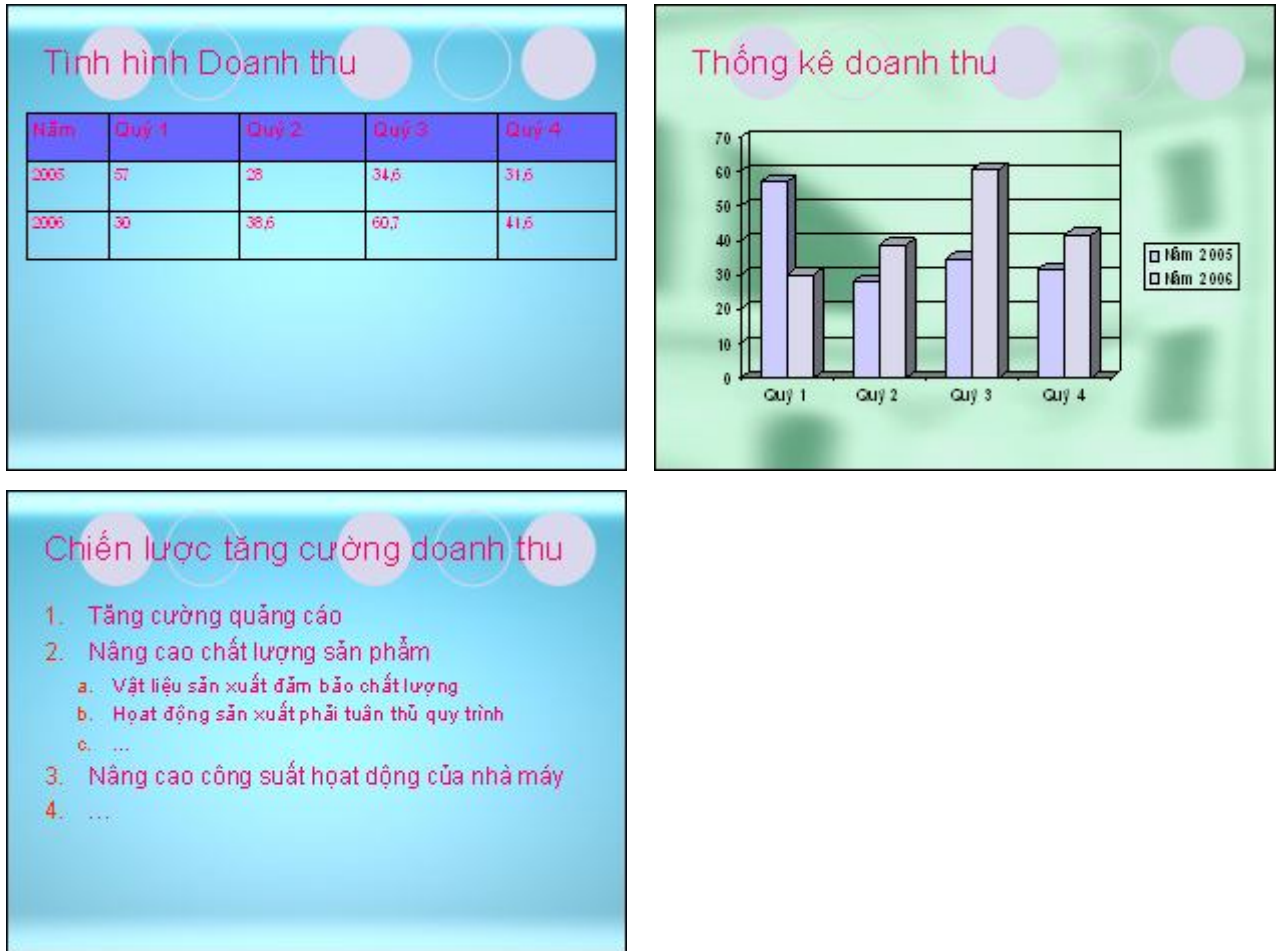 Tình hình Doanh thu
Năm Quý 1 Quý 2 Quý 3 Quý 4
2005 57 28 34,6 31,6
2006 30 38,6 60,7 41,6
Thống kê doanh thu
70
60
50
40
30
20
10
0
Quý 1 Quý 2 Quý 3 Quý 4
Năm 2005
Năm 2006
Chiến lược tăng cường doanh thu
1. Tăng cường quảng cáo
2. Nâng cao chất lượng sản phẩm
a. Vật liệu sản xuất đảm bảo chất lượng
b. Họat động sản xuất phải tuân thủ quy trình
c. ...
3. Nâng cao công suất họat dộng của nhà máy
4. ...